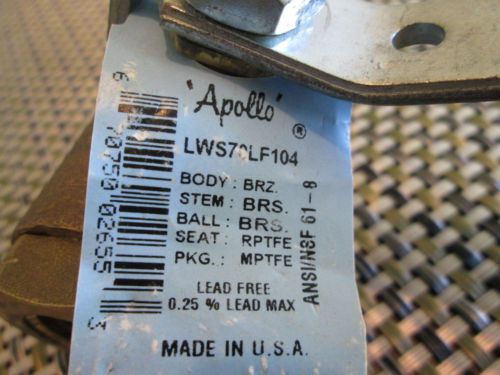 "Apollo" ®
LWS70LF104
BODY : BRZ.
STEM : BRS.
BALL : BRS.
SEAT : RPTFE
PKG. : MPTFE
ANSI/NSF 61-8
LEAD FREE
0.25 % LEAD MAX
MADE IN U.S.A.